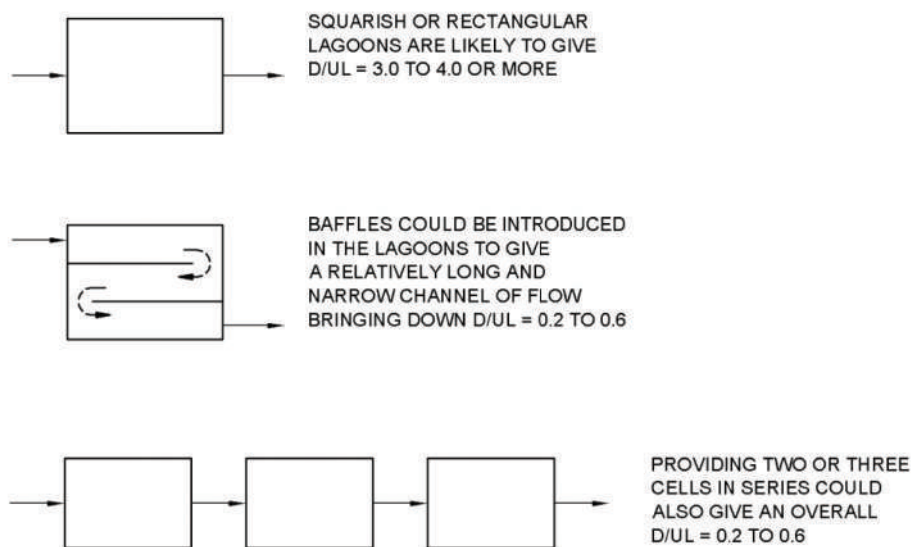 SQUARISH OR RECTANGULAR
LAGOONS ARE LIKELY TO GIVE
D/UL = 3.0 TO 4.0 OR MORE
BAFFLES COULD BE INTRODUCED
IN THE LAGOONS TO GIVE
A RELATIVELY LONG AND
NARROW CHANNEL OF FLOW
BRINGING DOWN D/UL = 0.2 TO 0.6
PROVIDING TWO OR THREE
CELLS IN SERIES COULD
ALSO GIVE AN OVERALL
D/UL = 0.2 TO 0.6